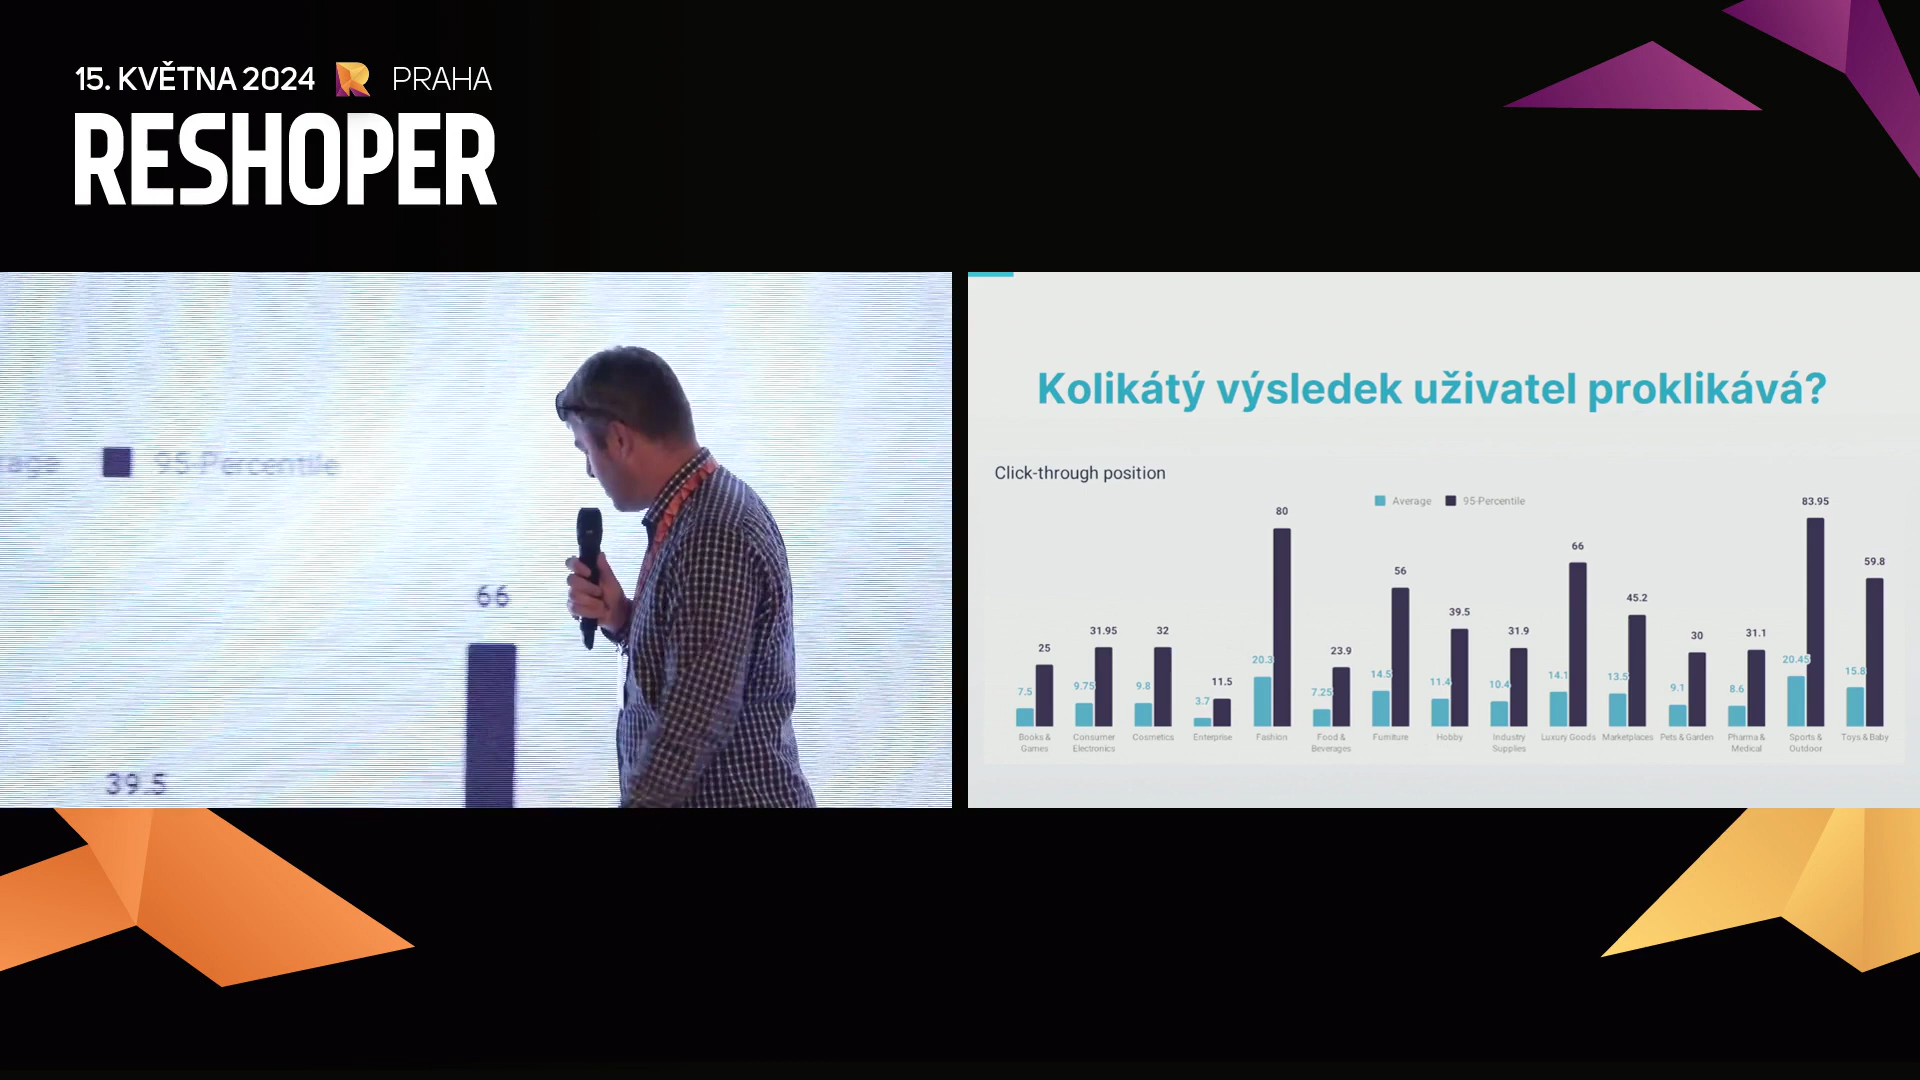 15. KVĚTNA 2024 PRAHA
RESHOPER
95-Percentile
66
39.5
Kolikátý výsledek uživatel proklikává?
Click-through position
Average 95-Percentile
7.5 25
9.75 31.95
9.8 32
3.7 11.5
20.3 80
7.25 23.9
14.5 56
11.4 39.5
10.4 31.9
14.1 66
13.5 45.2
9.1 30
8.6 31.1
20.45 83.95
15.8 59.8
Books & Games
Consumer Electronics
Cosmetics
Enterprise
Fashion
Food & Beverages
Furniture
Hobby
Industry Supplies
Luxury Goods
Marketplaces
Pets & Garden
Pharma & Medical
Sports & Outdoor
Toys & Baby